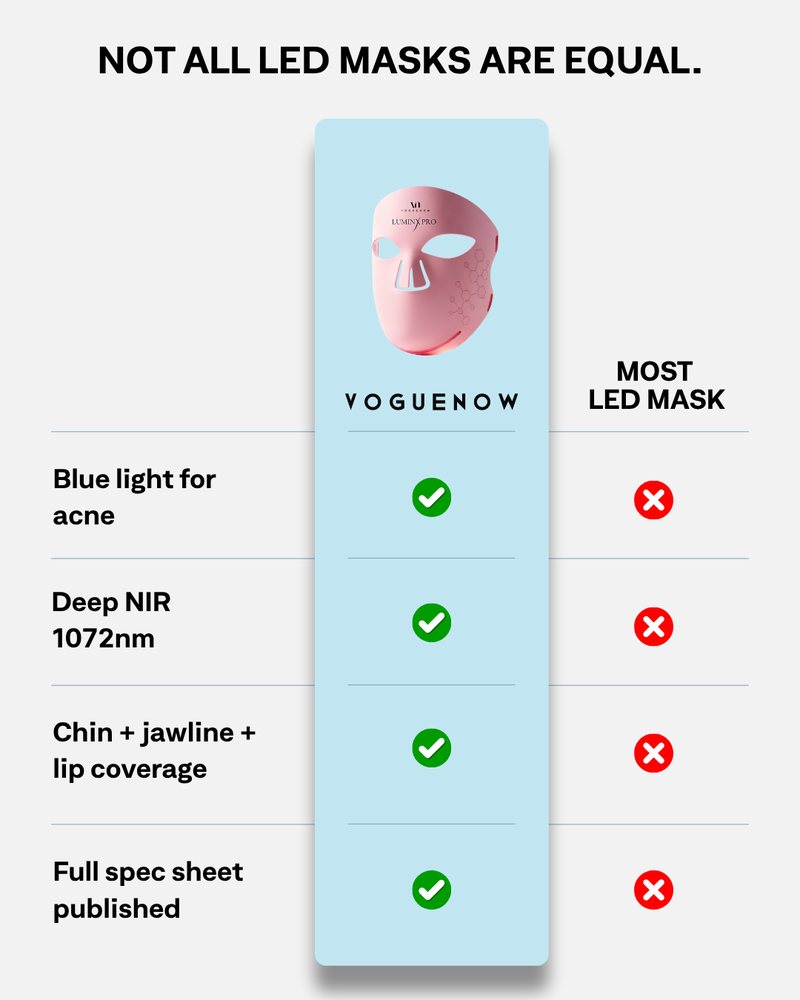 NOT ALL LED MASKS ARE EQUAL.
VOGUENOW
LUMINX PRO
VOGUENOW
MOST
LED MASK
Blue light for
acne
Deep NIR
1072nm
Chin + jawline +
lip coverage
Full spec sheet
published